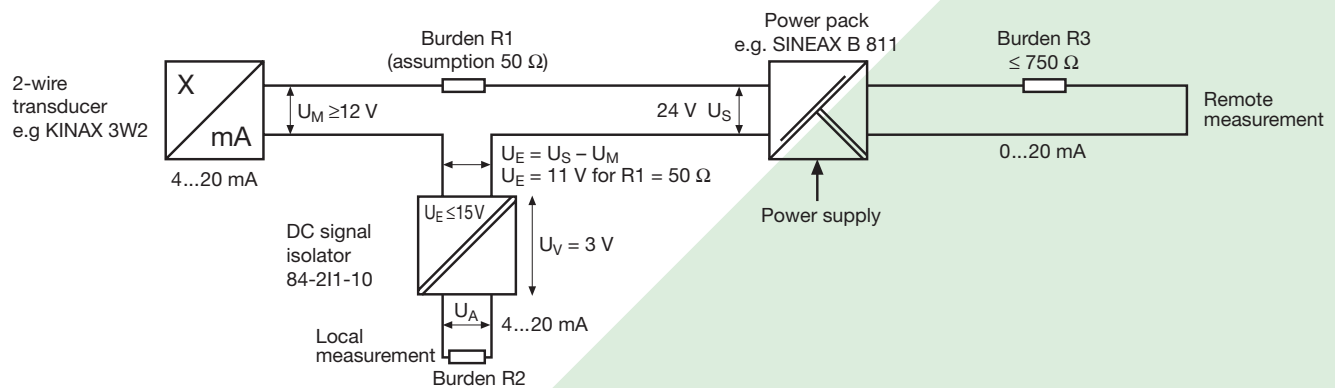 2-wire
transducer
e.g KINAX 3W2
X
mA
4...20 mA
U_M ≥12 V
Burden R1
(assumption 50 Ω)
Power pack
e.g. SINEAX B 811
24 V U_S
Burden R3
≤ 750 Ω
Remote
measurement
0...20 mA
Power supply
U_E = U_S – U_M
U_E = 11 V for R1 = 50 Ω
DC signal
isolator
84-2I1-10
U_E ≤15V
U_V = 3 V
U_A
4...20 mA
Local
measurement
Burden R2